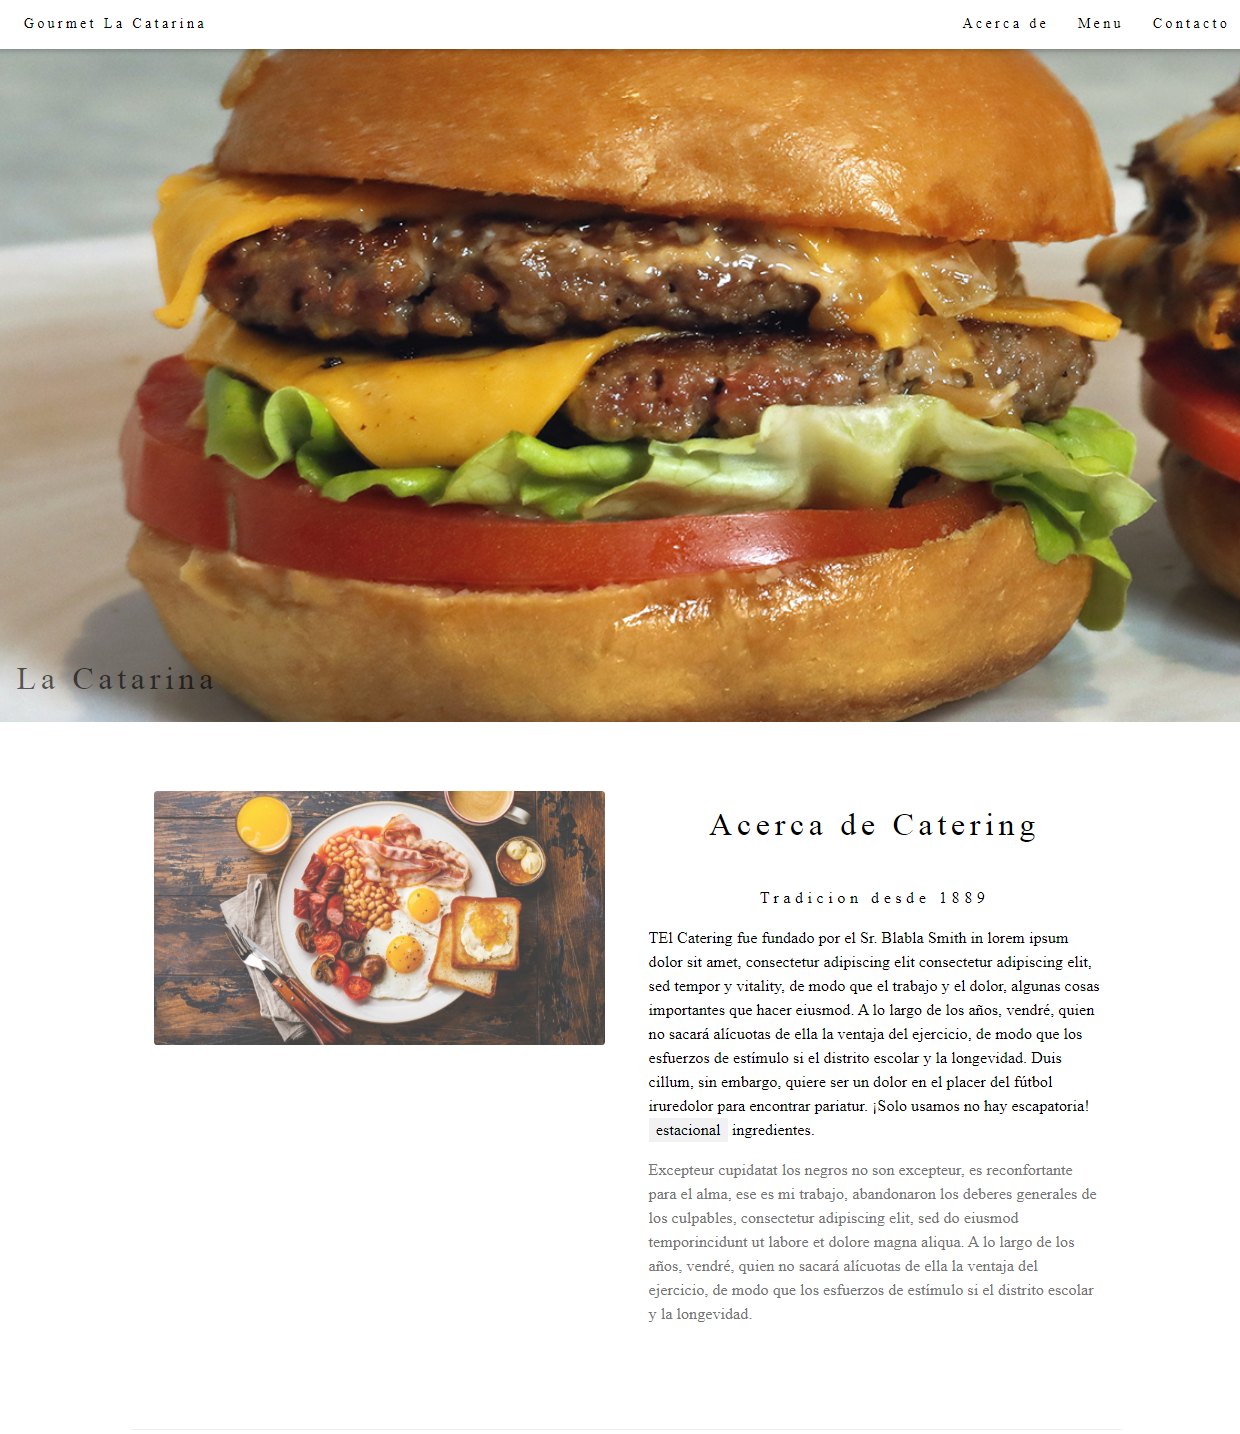 Gourmet La Catarina
Acerca de Menu Contacto
La Catarina
Acerca de Catering
Tradicion desde 1889
TEl Catering fue fundado por el Sr. Blabla Smith in lorem ipsum
dolor sit amet, consectetur adipiscing elit consectetur adipiscing elit,
sed tempor y vitality, de modo que el trabajo y el dolor, algunas cosas
importantes que hacer eiusmod. A lo largo de los años, vendré, quien
no sacará alícuotas de ella la ventaja del ejercicio, de modo que los
esfuerzos de estímulo si el distrito escolar y la longevidad. Duis
cillum, sin embargo, quiere ser un dolor en el placer del fútbol
iruredolor para encontrar pariatur. ¡Solo usamos no hay escapatoria!
estacional ingredientes.
Excepteur cupidatat los negros no son excepteur, es reconfortante
para el alma, ese es mi trabajo, abandonaron los deberes generales de
los culpables, consectetur adipiscing elit, sed do eiusmod
temporincidunt ut labore et dolore magna aliqua. A lo largo de los
años, vendré, quien no sacará alícuotas de ella la ventaja del
ejercicio, de modo que los esfuerzos de estímulo si el distrito escolar
y la longevidad.